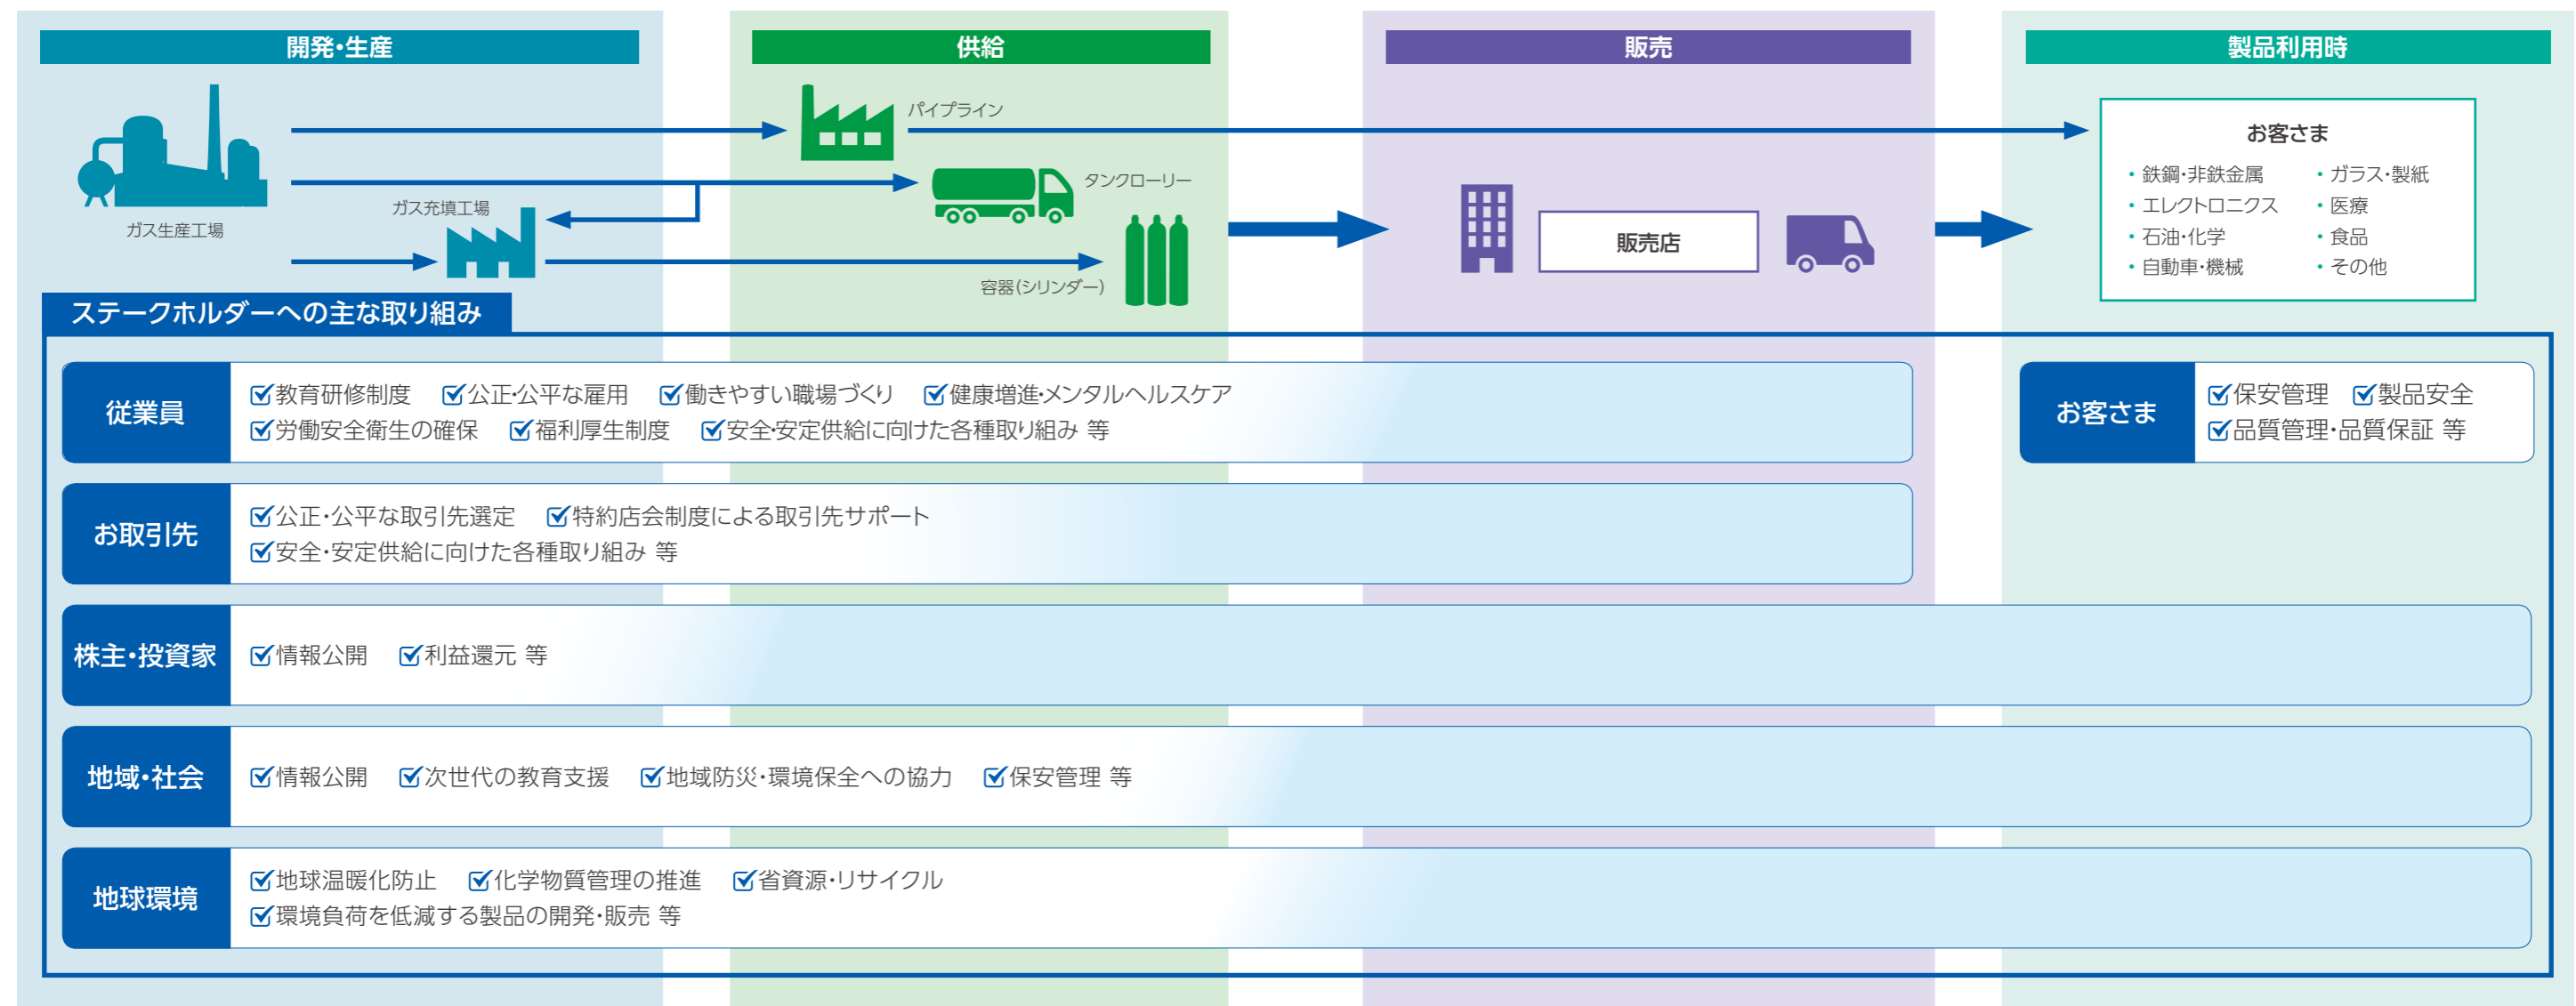 開発・生産
供給
販売
製品利用時
ガス生産工場
ガス充填工場
パイプライン
タンクローリー
容器(シリンダー)
販売店
お客さま
・鉄鋼・非鉄金属
・エレクトロニクス
・石油・化学
・自動車・機械
・ガラス・製紙
・医療
・食品
・その他
ステークホルダーへの主な取り組み
従業員
教育研修制度 公正・公平な雇用 働きやすい職場づくり 健康増進・メンタルヘルスケア
労働安全衛生の確保 福利厚生制度 安全・安定供給に向けた各種取り組み 等
お客さま
保安管理 製品安全
品質管理・品質保証 等
お取引先
公正・公平な取引先選定 特約店会制度による取引先サポート
安全・安定供給に向けた各種取り組み 等
株主・投資家
情報公開 利益還元 等
地域・社会
情報公開 次世代の教育支援 地域防災・環境保全への協力 保安管理 等
地球環境
地球温暖化防止 化学物質管理の推進 省資源・リサイクル
環境負荷を低減する製品の開発・販売 等